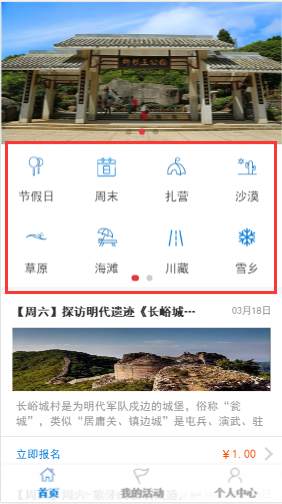 节假日 周末 扎营 沙漠
草原 海滩 川藏 雪乡
【周六】探访明代遗迹《长峪城… 03月18日
长峪城村是为明代军队戍边的城堡，俗称“瓮
城”，类似“居庸关、镇边城”是屯兵、演武、驻
立即报名 ￥1.00
首页 我的活动 个人中心